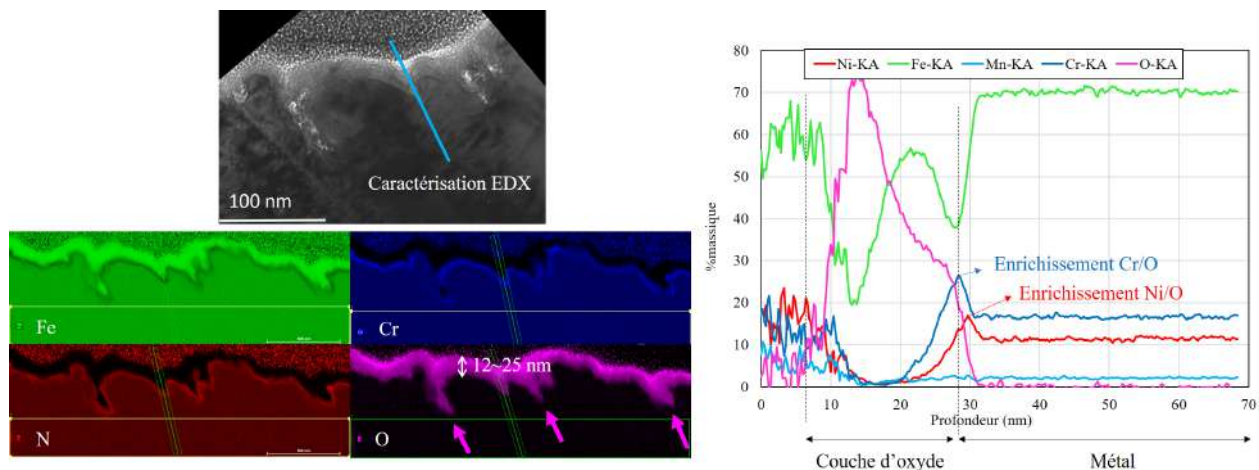 Caractérisation EDX
100 nm
Fe
Cr
N
12~25 nm
O
%massique
80
70
60
50
40
30
20
10
0
Ni-KA Fe-KA Mn-KA Cr-KA O-KA
Enrichissement Cr/O
Enrichissement Ni/O
0 10 20 30 40 50 60 70
Profondeur (nm)
Couche d'oxyde Métal